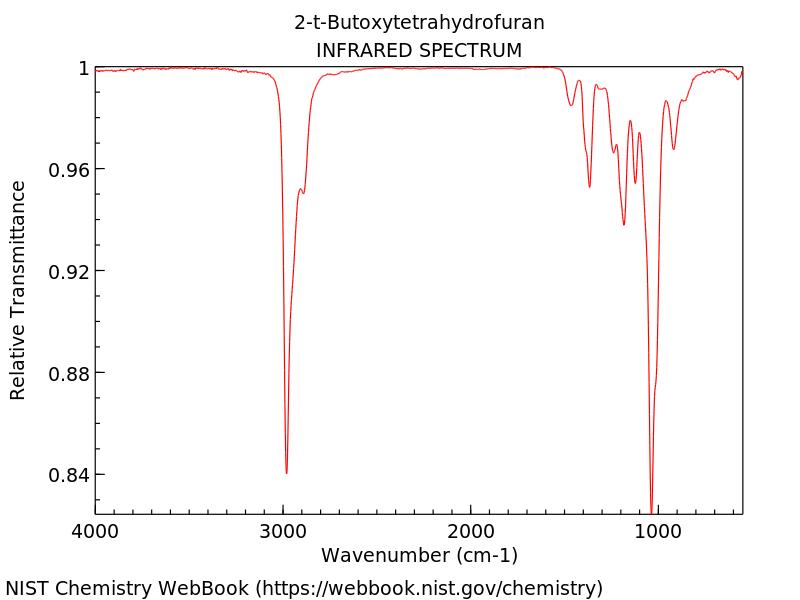 2-t-Butoxytetrahydrofuran
INFRARED SPECTRUM
1
0.96
0.92
0.88
0.84
Relative Transmittance
4000 3000 2000 1000
Wavenumber (cm-1)
NIST Chemistry WebBook (https://webbook.nist.gov/chemistry)